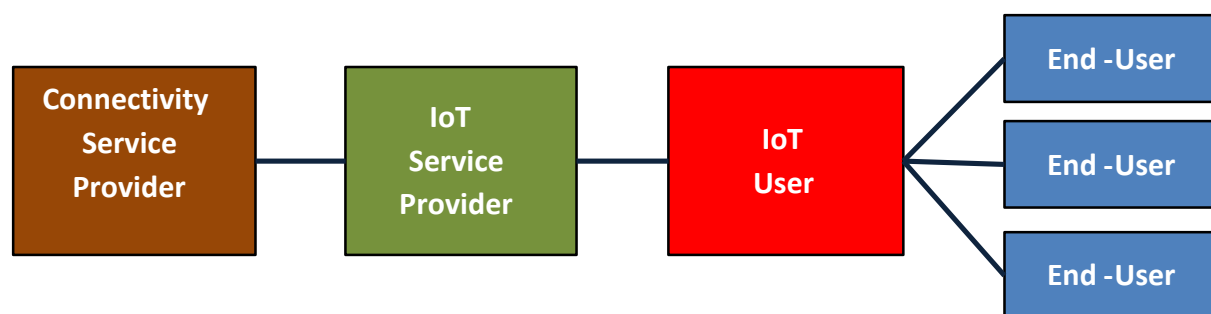 Connectivity
Service
Provider
IoT
Service
Provider
IoT
User
End -User
End -User
End -User